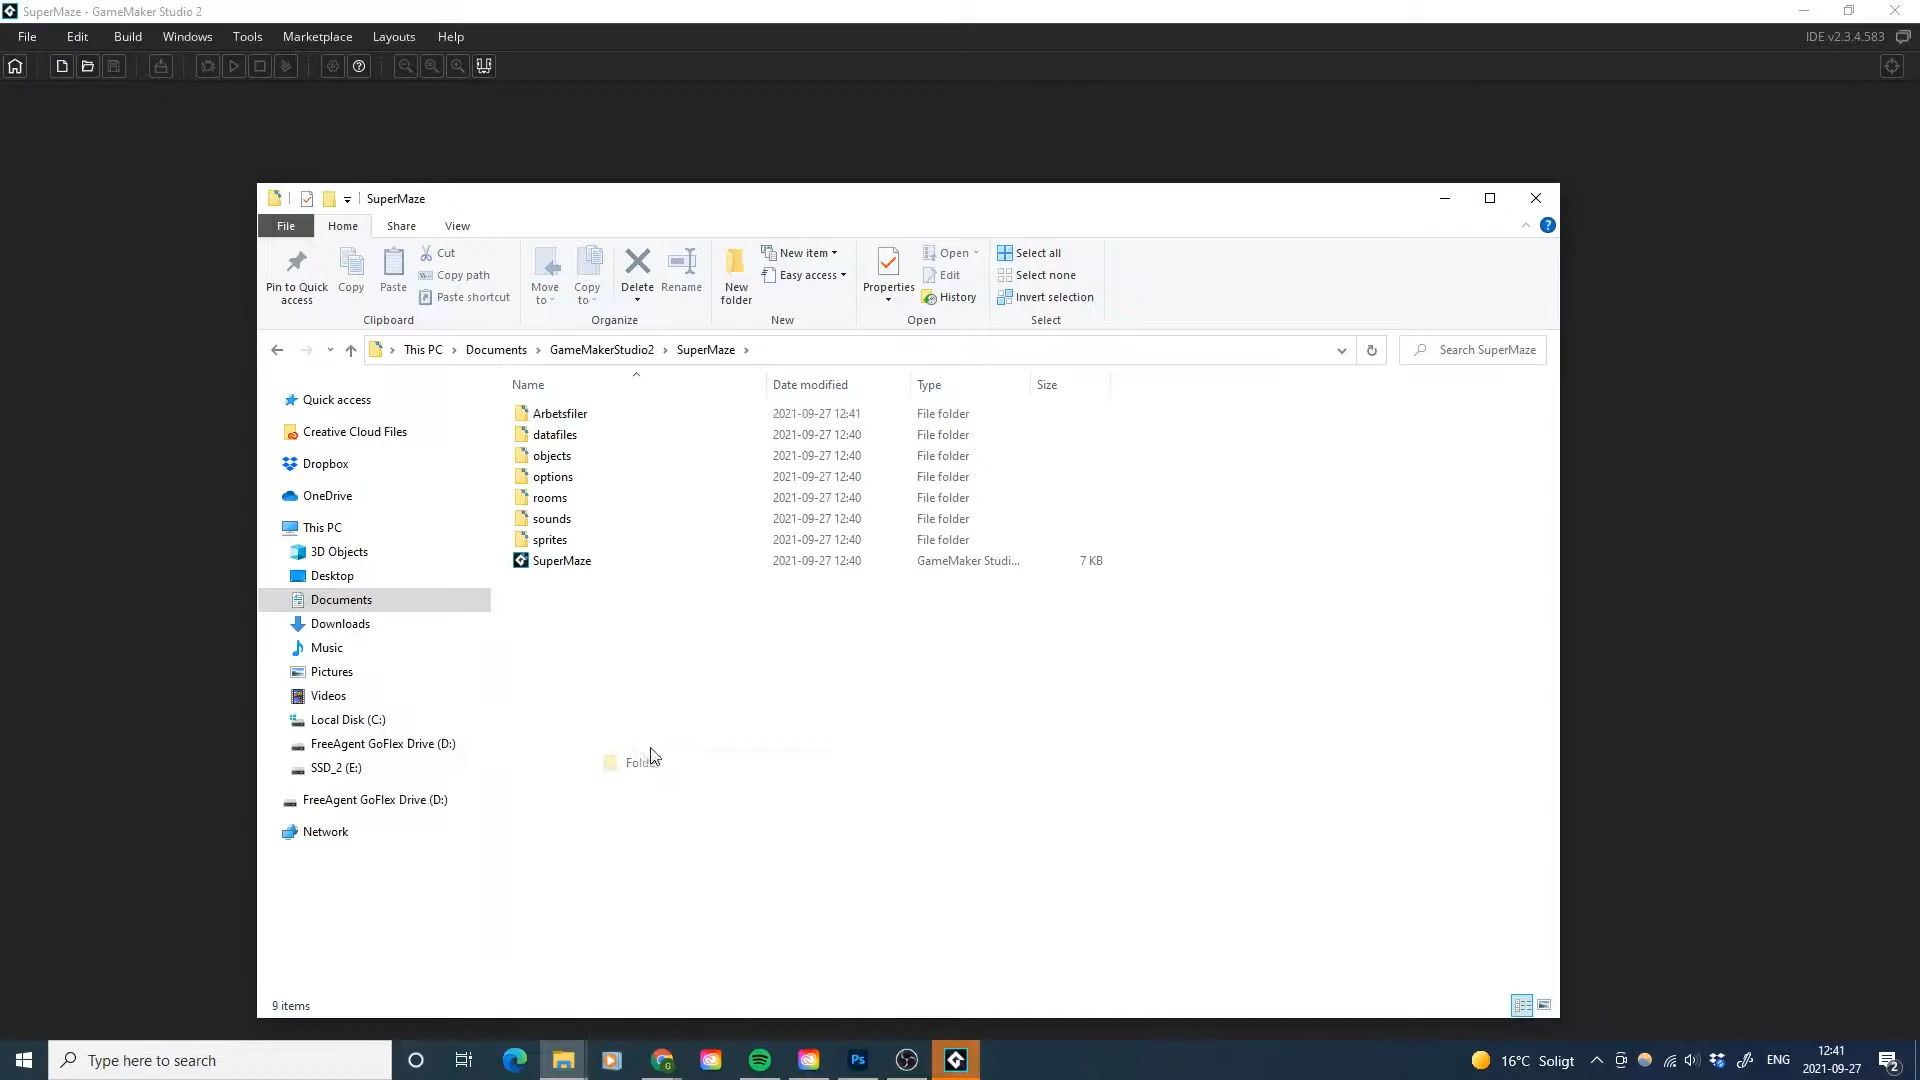 SuperMaze - GameMaker Studio 2
File Edit Build Windows Tools Marketplace Layouts Help IDE v2.3.4.583
SuperMaze
File Home Share View
Pin to Quick access
Copy
Paste
Cut
Copy path
Paste shortcut
Clipboard
Move to
Copy to
Delete
Rename
Organize
New folder
New item
Easy access
New
Properties
Open
Edit
History
Open
Select all
Select none
Invert selection
Select
This PC > Documents > GameMakerStudio2 > SuperMaze >
Search SuperMaze
Quick access
Creative Cloud Files
Dropbox
OneDrive
This PC
3D Objects
Desktop
Documents
Downloads
Music
Pictures
Videos
Local Disk (C:)
FreeAgent GoFlex Drive (D:)
SSD_2 (E:)
FreeAgent GoFlex Drive (D:)
Network
Name Date modified Type Size
Arbetsfiler 2021-09-27 12:41 File folder
datafiles 2021-09-27 12:40 File folder
objects 2021-09-27 12:40 File folder
options 2021-09-27 12:40 File folder
rooms 2021-09-27 12:40 File folder
sounds 2021-09-27 12:40 File folder
sprites 2021-09-27 12:40 File folder
SuperMaze 2021-09-27 12:40 GameMaker Studi... 7 KB
9 items
Type here to search
Ps
16°C Soligt
ENG
12:41
2021-09-27
2